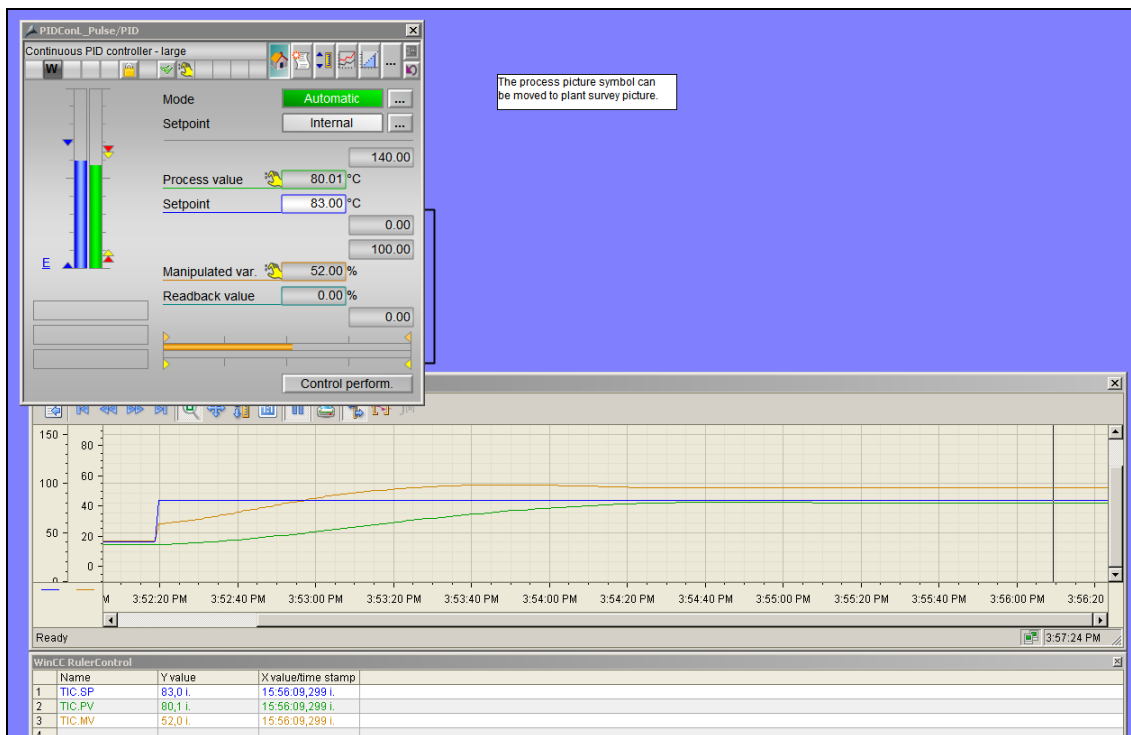 PIDConL_Pulse/PID
Continuous PID controller - large
W
...
The process picture symbol can
be moved to plant survey picture.
Mode Automatic ...
Setpoint Internal ...
140.00
Process value 80.01 °C
Setpoint 83.00 °C
0.00
100.00
E
Manipulated var. 52.00 %
Readback value 0.00 %
0.00
Control perform.
150 80
100 60
40
50 20
0
0
M 3:52:20 PM 3:52:40 PM 3:53:00 PM 3:53:20 PM 3:53:40 PM 3:54:00 PM 3:54:20 PM 3:54:40 PM 3:55:00 PM 3:55:20 PM 3:55:40 PM 3:56:00 PM 3:56:20
Ready 3:57:24 PM
WinCC RulerControl
Name Y value X value/time stamp
1 TIC.SP 83,0 i. 15:56:09,299 i.
2 TIC.PV 80,1 i. 15:56:09,299 i.
3 TIC.MV 52,0 i. 15:56:09,299 i.
4